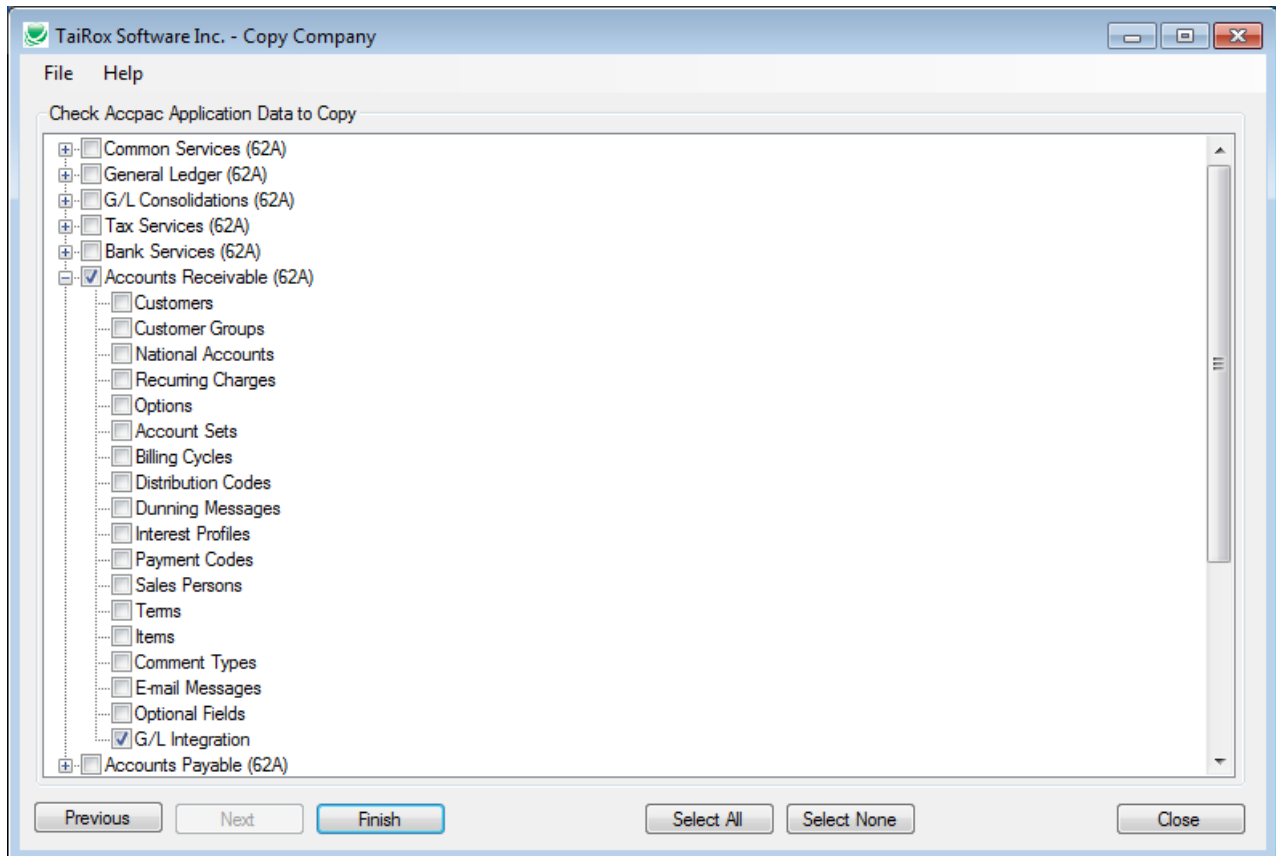 TaiRox Software Inc. - Copy Company
File Help
Check Accpac Application Data to Copy
Common Services (62A)
General Ledger (62A)
G/L Consolidations (62A)
Tax Services (62A)
Bank Services (62A)
Accounts Receivable (62A)
Customers
Customer Groups
National Accounts
Recurring Charges
Options
Account Sets
Billing Cycles
Distribution Codes
Dunning Messages
Interest Profiles
Payment Codes
Sales Persons
Terms
Items
Comment Types
E-mail Messages
Optional Fields
G/L Integration
Accounts Payable (62A)
Previous Next Finish Select All Select None Close